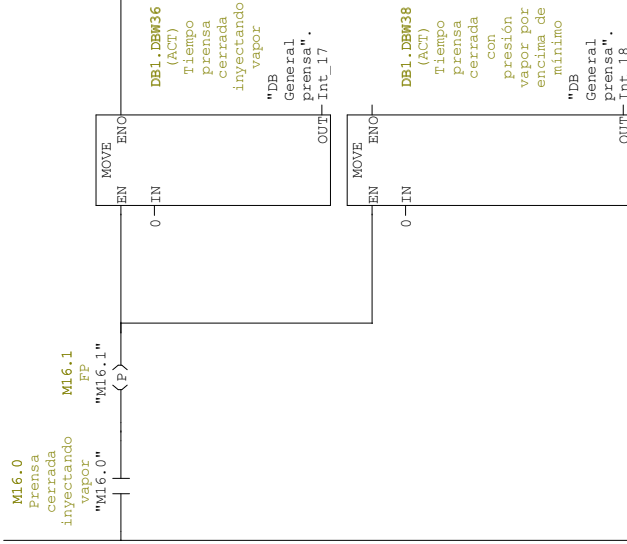 M16.0
Prensa
cerrada
inyectando
vapor
"M16.0"
M16.1
FP
"M16.1"
P
MOVE
EN
ENO
0
IN
OUT
DB1.DBW36
(ACT)
Tiempo
prensa
cerrada
inyectando
vapor
"DB
General
prensa".
Int_17
MOVE
EN
ENO
0
IN
OUT
DB1.DBW38
(ACT)
Tiempo
prensa
cerrada
con
presión
vapor por
encima de
mínimo
"DB
General
prensa".
Int_18